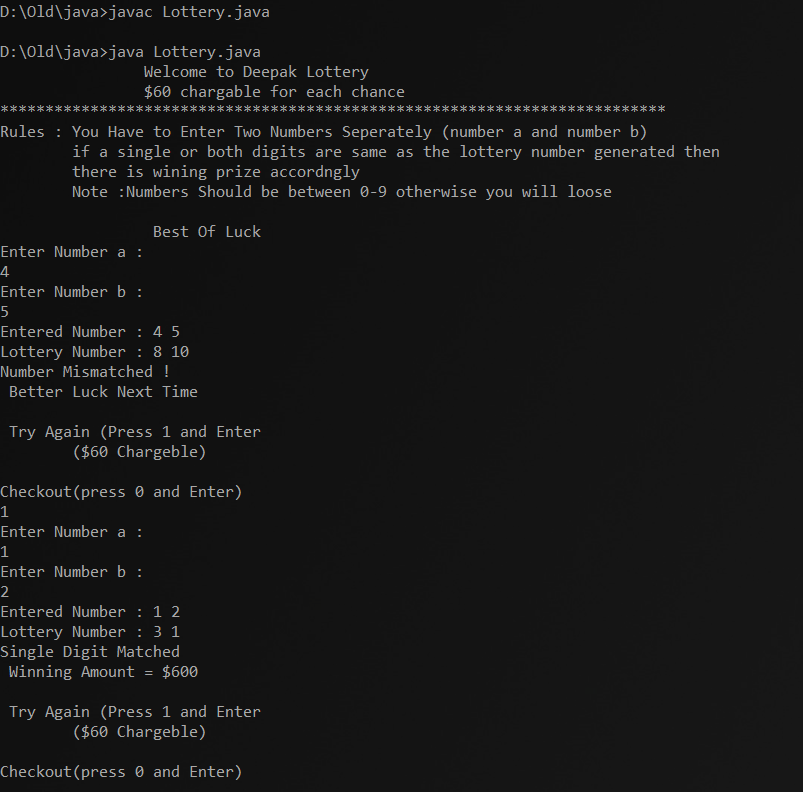 D:\Old\java>javac Lottery.java
D:\Old\java>java Lottery.java
Welcome to Deepak Lottery
$60 chargable for each chance
**************************************************************************
Rules : You Have to Enter Two Numbers Seperately (number a and number b)
if a single or both digits are same as the lottery number generated then
there is wining prize accordngly
Note :Numbers Should be between 0-9 otherwise you will loose
Best Of Luck
Enter Number a :
4
Enter Number b :
5
Entered Number : 4 5
Lottery Number : 8 10
Number Mismatched !
Better Luck Next Time
Try Again (Press 1 and Enter
($60 Chargeble)
Checkout(press 0 and Enter)
1
Enter Number a :
1
Enter Number b :
2
Entered Number : 1 2
Lottery Number : 3 1
Single Digit Matched
Winning Amount = $600
Try Again (Press 1 and Enter
($60 Chargeble)
Checkout(press 0 and Enter)